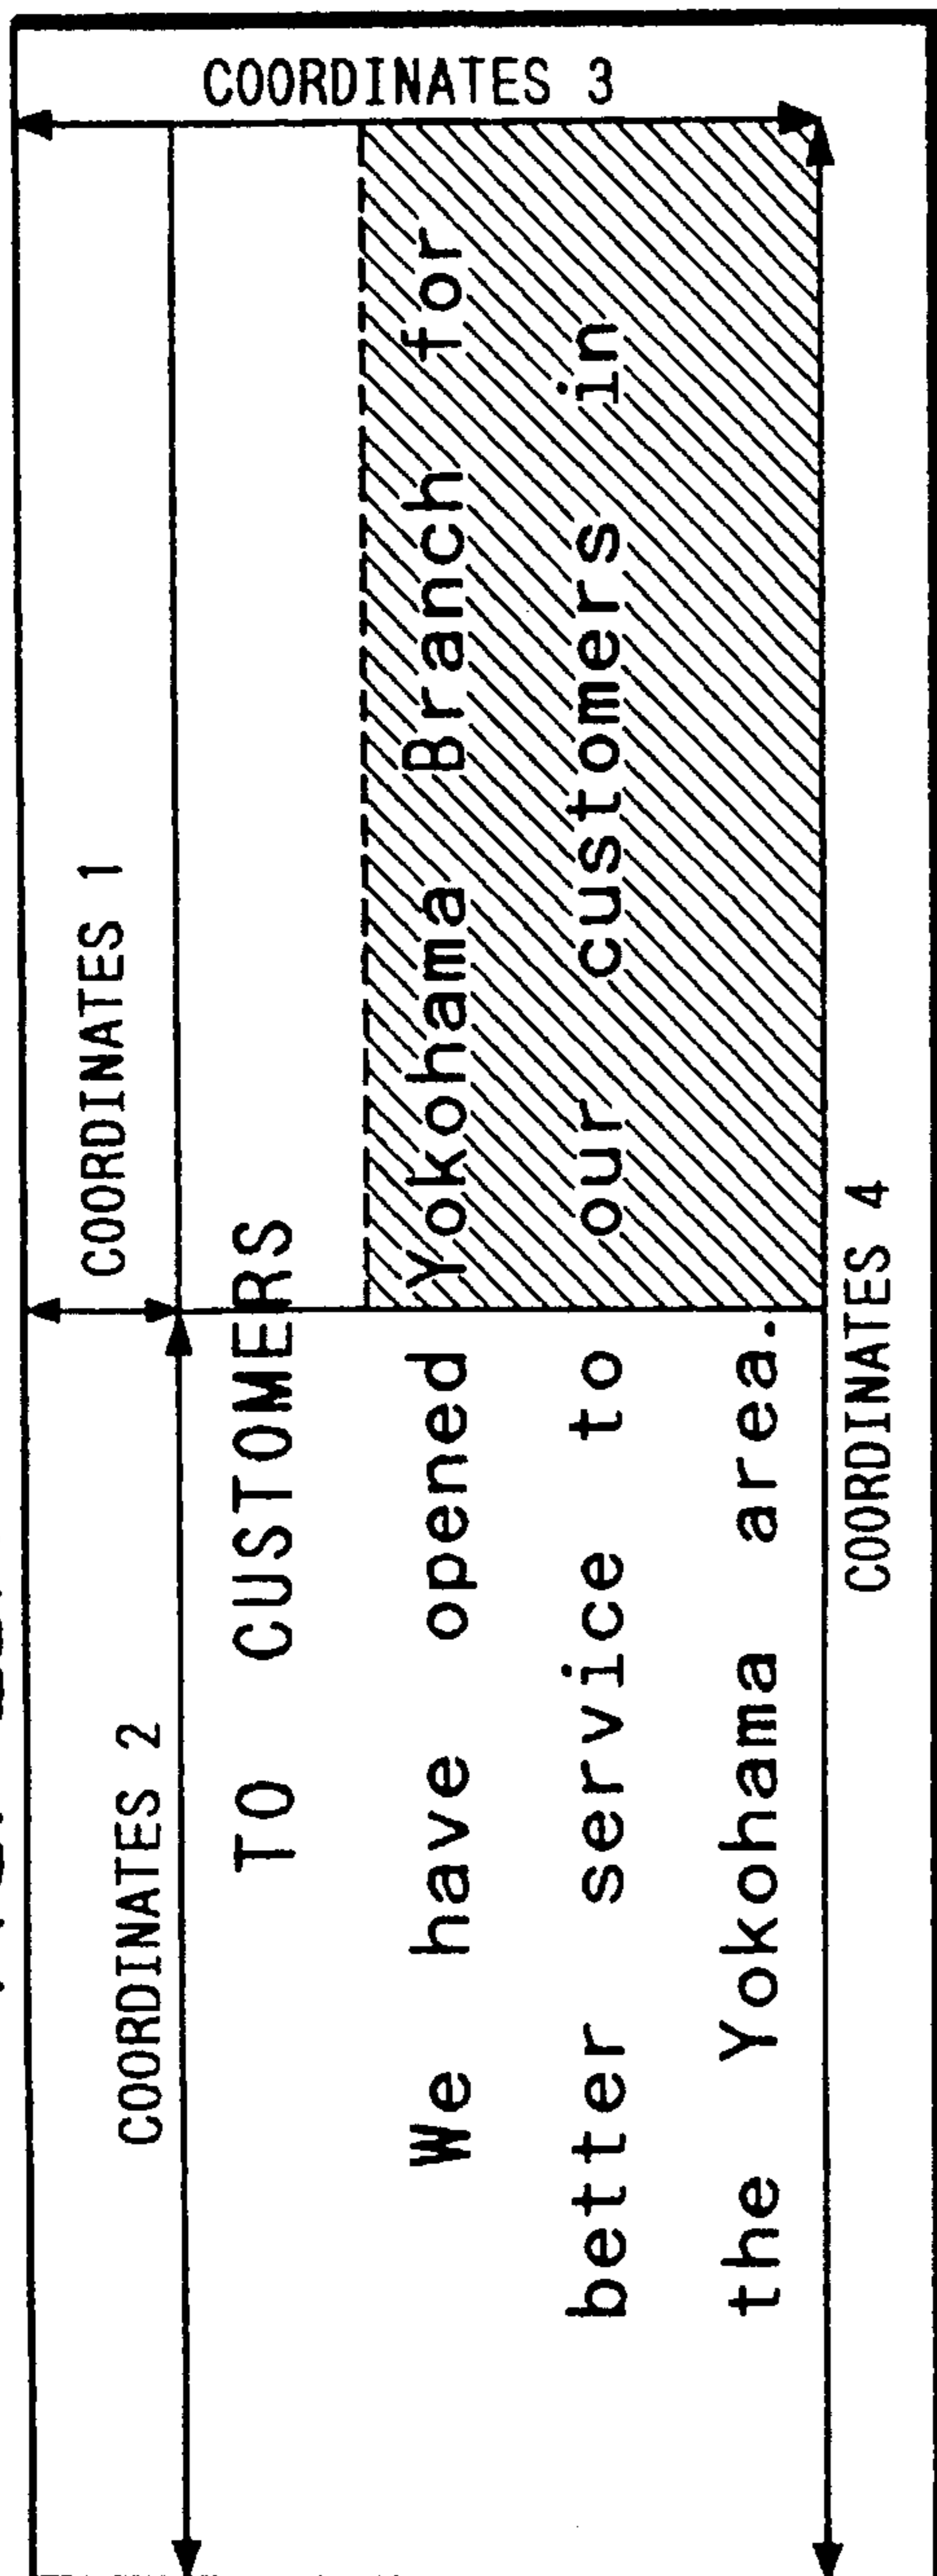 COORDINATES 3
COORDINATES 1
COORDINATES 2
TO CUSTOMERS
We have opened Yokohama Branch for
better service to our customers in
the Yokohama area.
COORDINATES 4